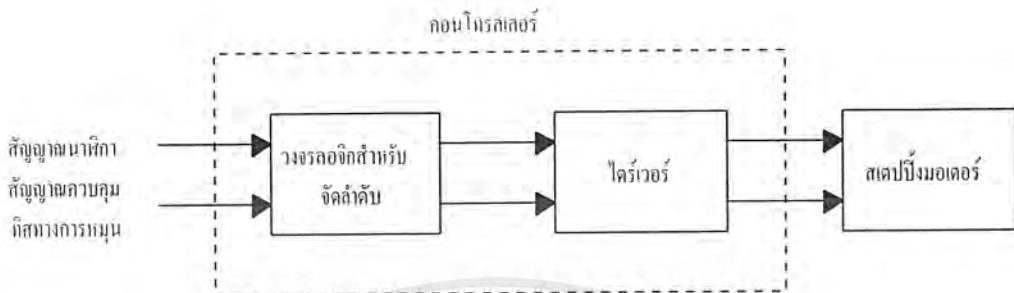 คอนโทรลเลอร์
สัญญาณนาฬิกา
สัญญาณควบคุม
ทิศทางการหมุน
วงจรลอจิกสำหรับ
จัดลำดับ
ไดร์เวอร์
สเตปปิ้งมอเตอร์